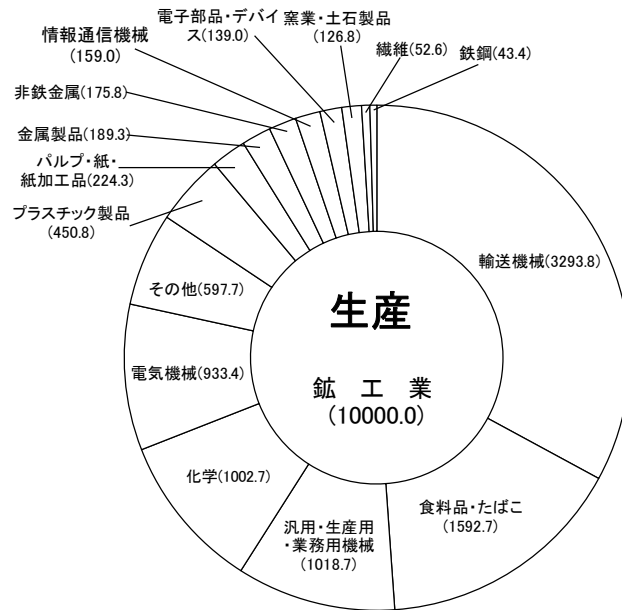 電子部品・デバイ
ス(139.0)
窯業・土石製品
(126.8)
情報通信機械
(159.0)
繊維(52.6)
鉄鋼(43.4)
非鉄金属(175.8)
金属製品(189.3)
パルプ・紙・
紙加工品(224.3)
プラスチック製品
(450.8)
輸送機械(3293.8)
その他(597.7)
生産
電気機械(933.4)
鉱 工 業
(10000.0)
化学(1002.7)
食料品・たばこ
(1592.7)
汎用・生産用
・業務用機械
(1018.7)